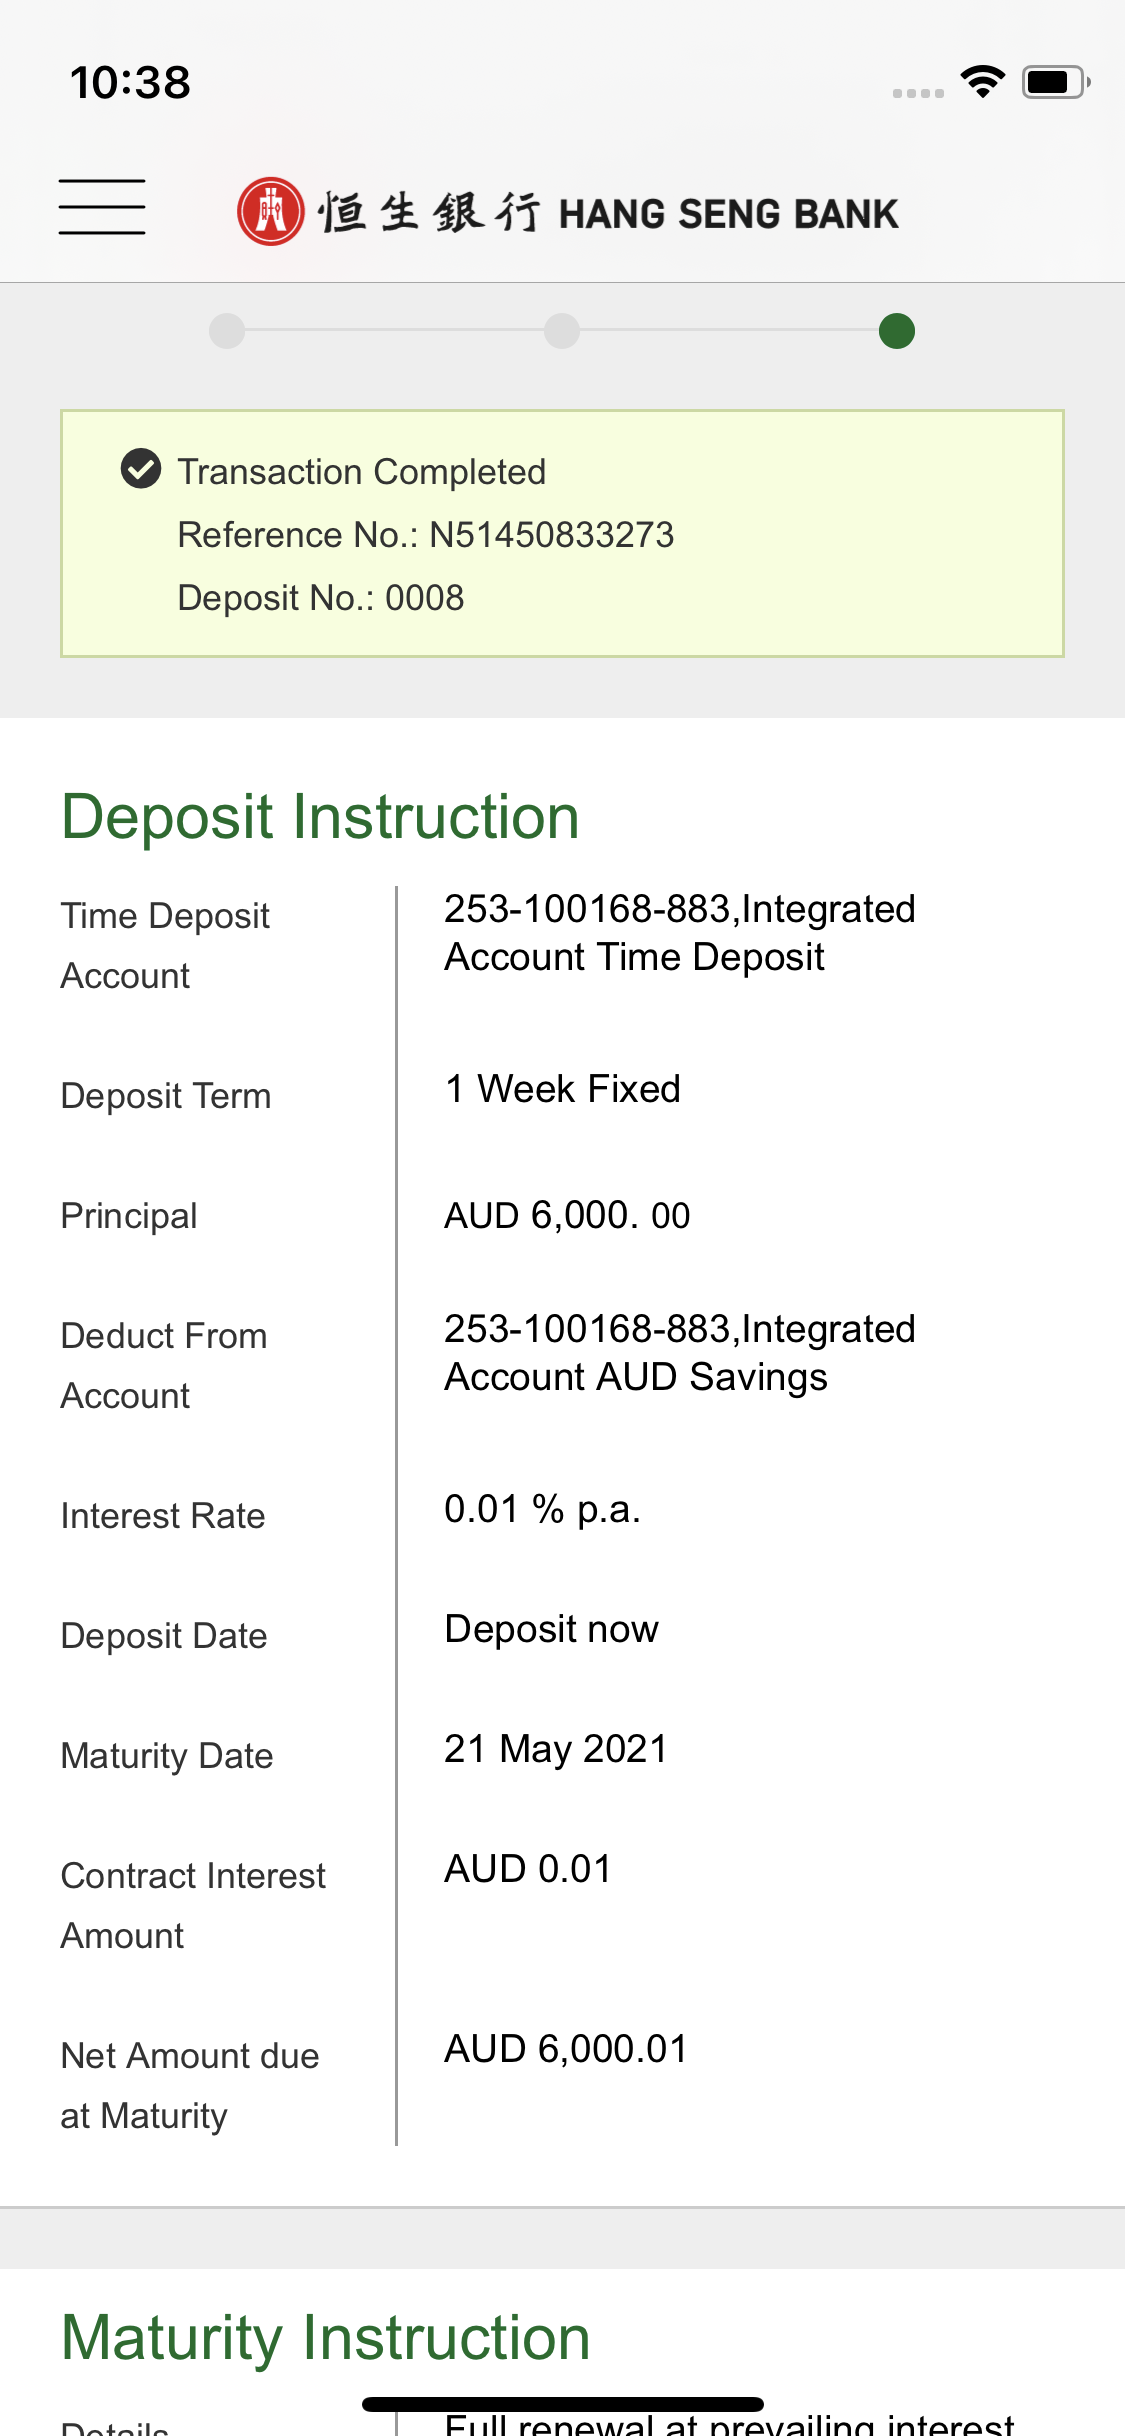 10:38
恒生銀行 HANG SENG BANK
Transaction Completed
Reference No.: N51450833273
Deposit No.: 0008
Deposit Instruction
Time Deposit Account
253-100168-883,Integrated
Account Time Deposit
Deposit Term
1 Week Fixed
Principal
AUD 6,000. 00
Deduct From Account
253-100168-883,Integrated
Account AUD Savings
Interest Rate
0.01 % p.a.
Deposit Date
Deposit now
Maturity Date
21 May 2021
Contract Interest
Amount
AUD 0.01
Net Amount due
at Maturity
AUD 6,000.01
Maturity Instruction
Details
Full renewal at prevailing interest